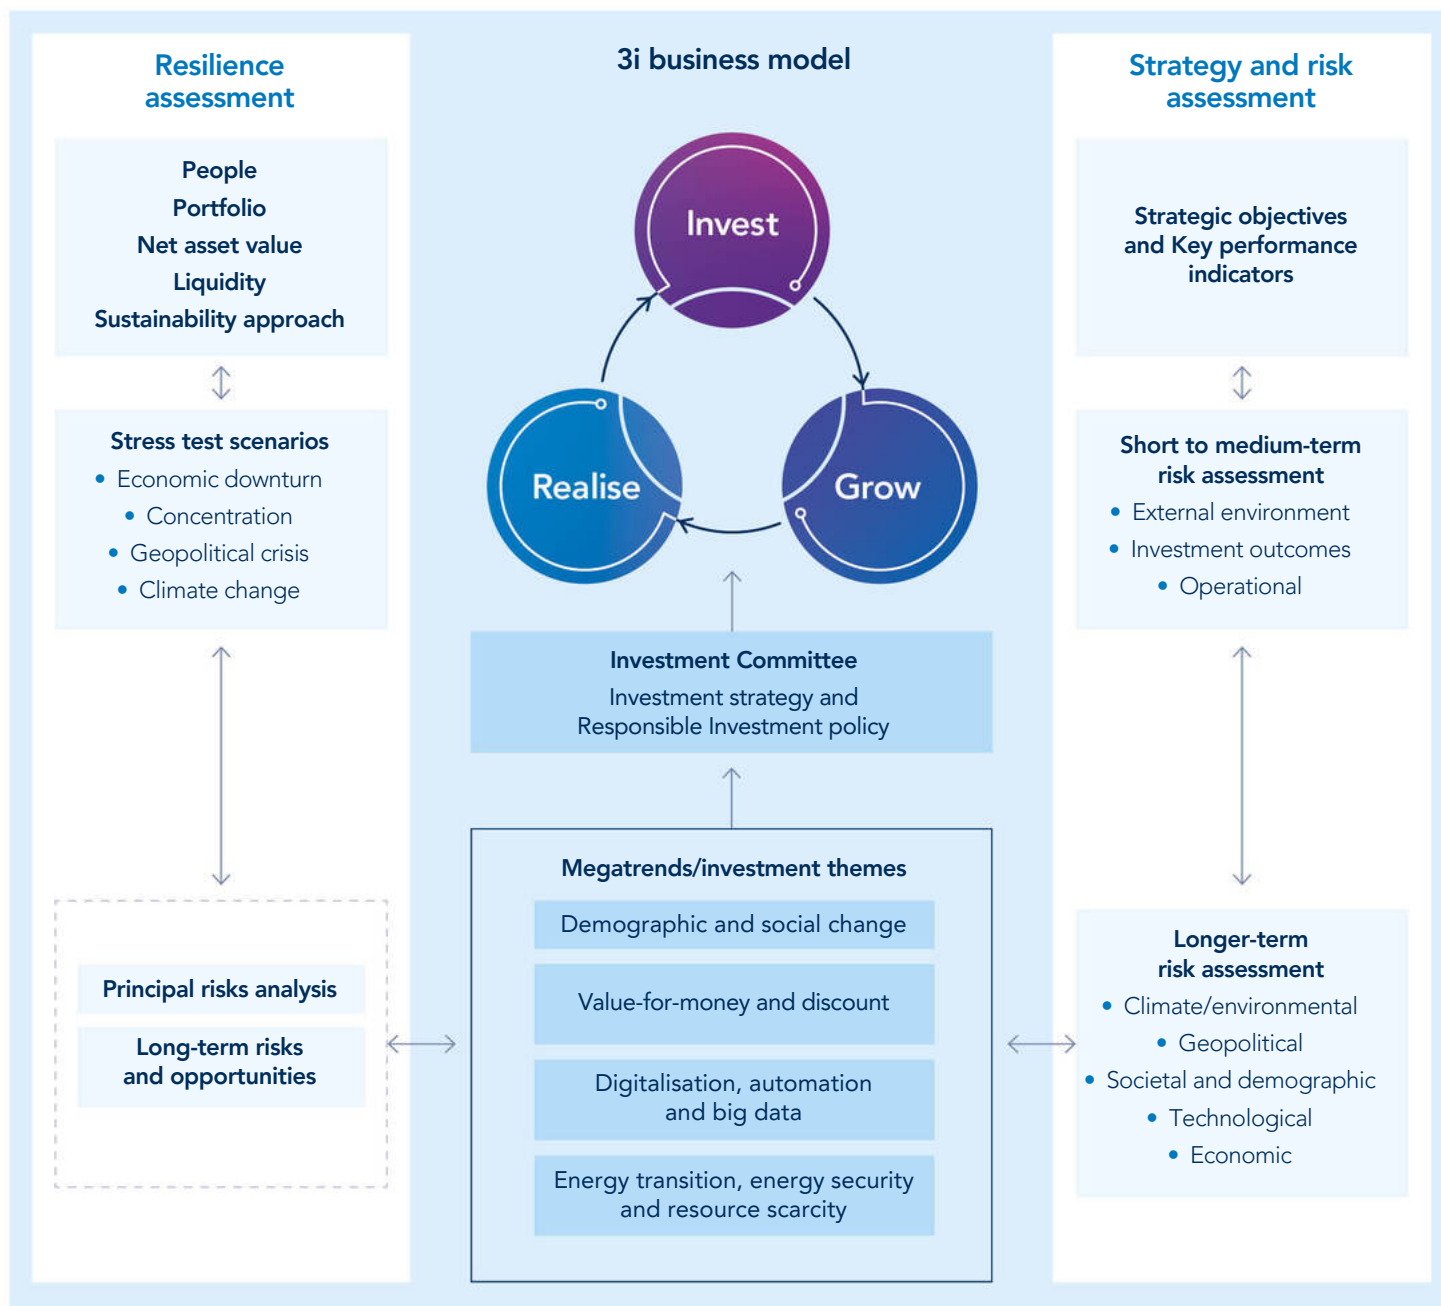 Resilience
assessment
People
Portfolio
Net asset value
Liquidity
Sustainability approach
Stress test scenarios
• Economic downturn
• Concentration
• Geopolitical crisis
• Climate change
Principal risks analysis
Long-term risks
and opportunities
3i business model
Invest
Realise
Grow
Investment Committee
Investment strategy and
Responsible Investment policy
Megatrends/investment themes
Demographic and social change
Value-for-money and discount
Digitalisation, automation
and big data
Energy transition, energy security
and resource scarcity
Strategy and risk
assessment
Strategic objectives
and Key performance
indicators
Short to medium-term
risk assessment
• External environment
• Investment outcomes
• Operational
Longer-term
risk assessment
• Climate/environmental
• Geopolitical
• Societal and demographic
• Technological
• Economic